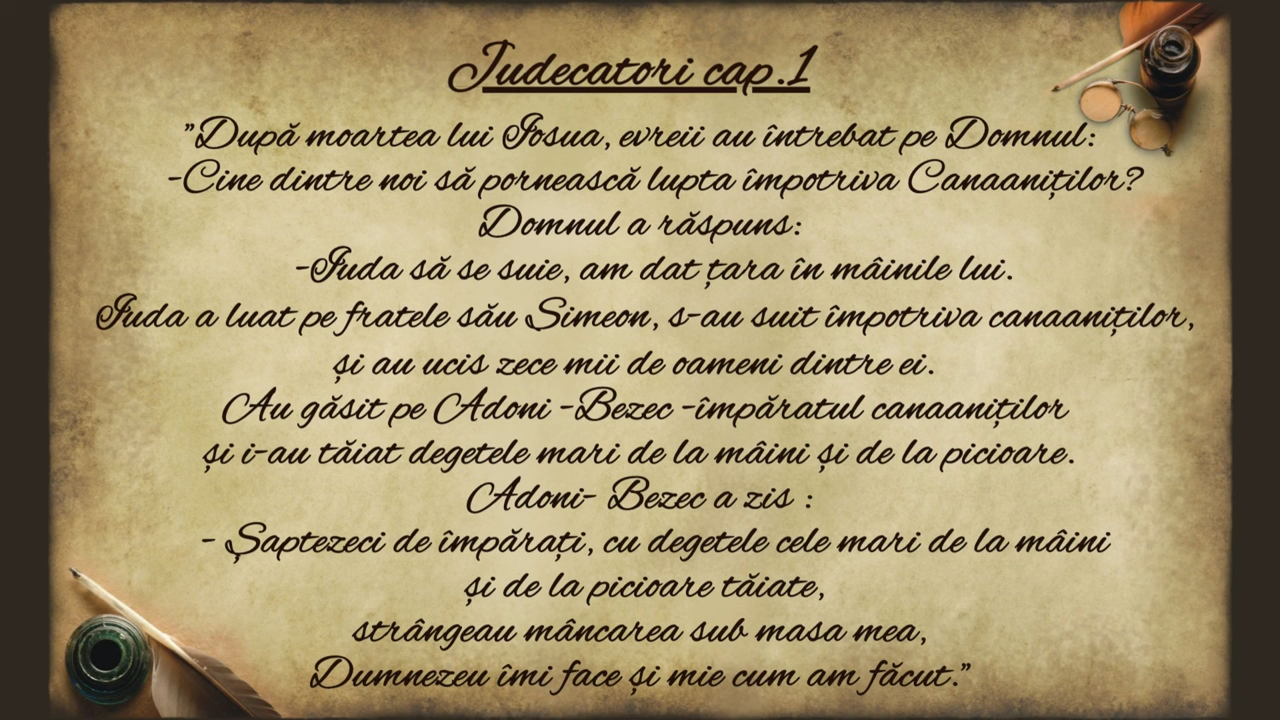 Judecatori cap.1
"După moartea lui Iosua, evreii au întrebat pe Domnul:
-Cine dintre noi să pornească lupta împotriva Canaaniților?
Domnul a răspuns:
-Iuda să se suie, am dat țara în mâinile lui.
Iuda a luat pe fratele său Simeon, s-au suit împotriva canaaniților,
și au ucis zece mii de oameni dintre ei.
Au găsit pe Adoni -Bezec -împăratul canaaniților
și i-au tăiat degetele mari de la mâini și de la picioare.
Adoni- Bezec a zis :
- Șaptezeci de împărați, cu degetele cele mari de la mâini
și de la picioare tăiate,
strângeau mâncarea sub masa mea,
Dumnezeu îmi face și mie cum am făcut."